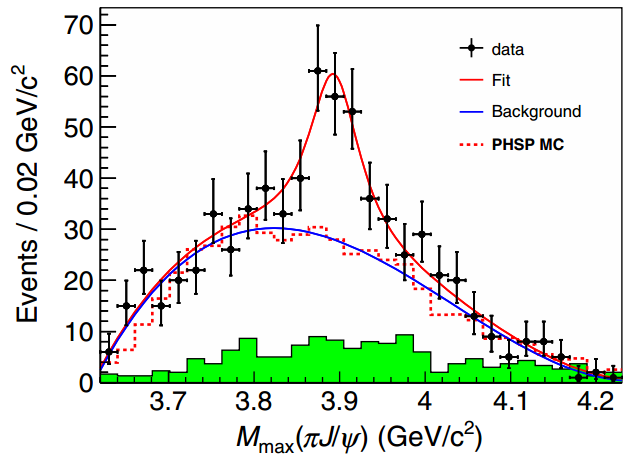 70
60
50
40
30
20
10
0
Events / 0.02 GeV/c²
data
Fit
Background
PHSP MC
3.7 3.8 3.9 4 4.1 4.2
M_max(πJ/ψ) (GeV/c²)